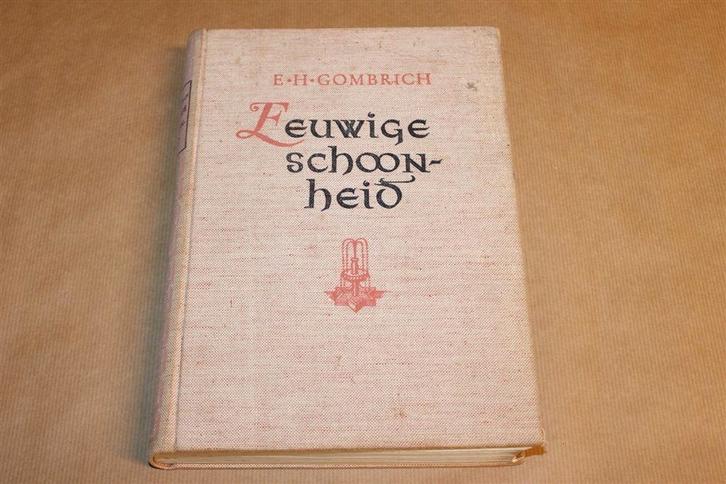 E·H·GOMBRICH
Eeuwige
schoon-
heid